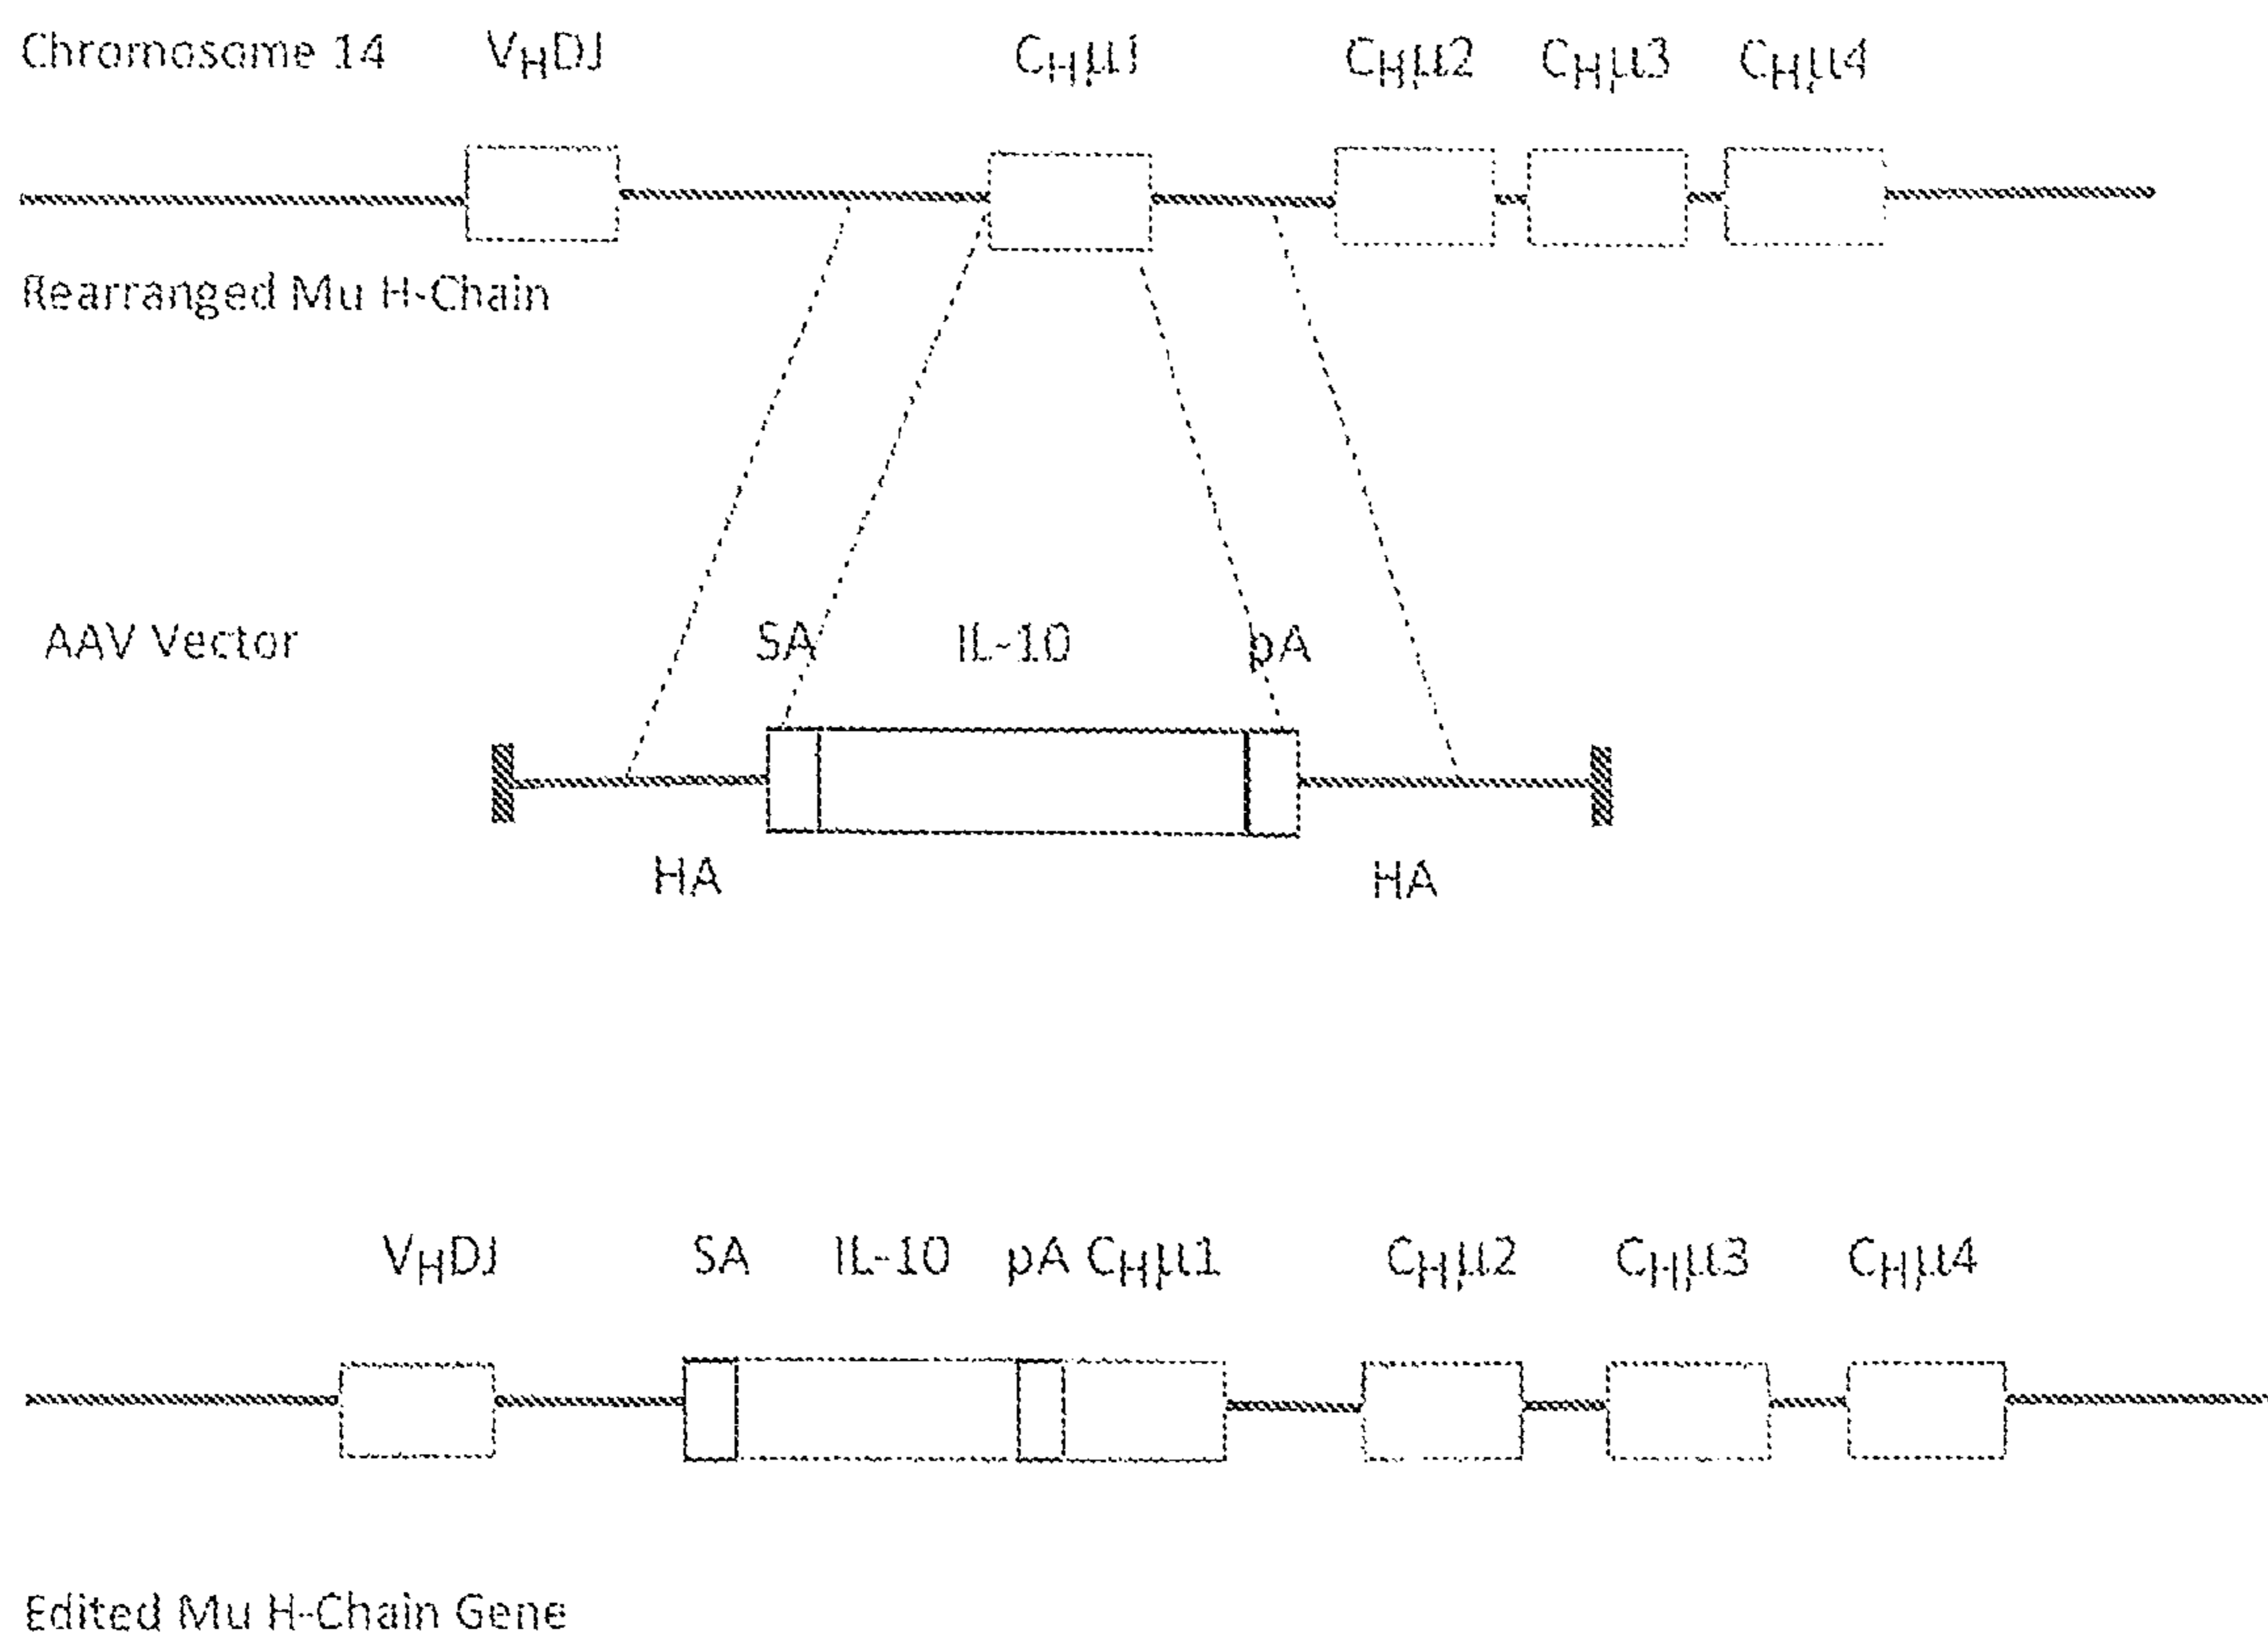 Chromosome 14 VHDJ CHμ1 CHμ2 CHμ3 CHμ4
Rearranged Mu H-Chain
AAV Vector SA IL-10 pA
HA HA
VHDJ SA IL-10 pA CHμ1 CHμ2 CHμ3 CHμ4
Edited Mu H-Chain Gene